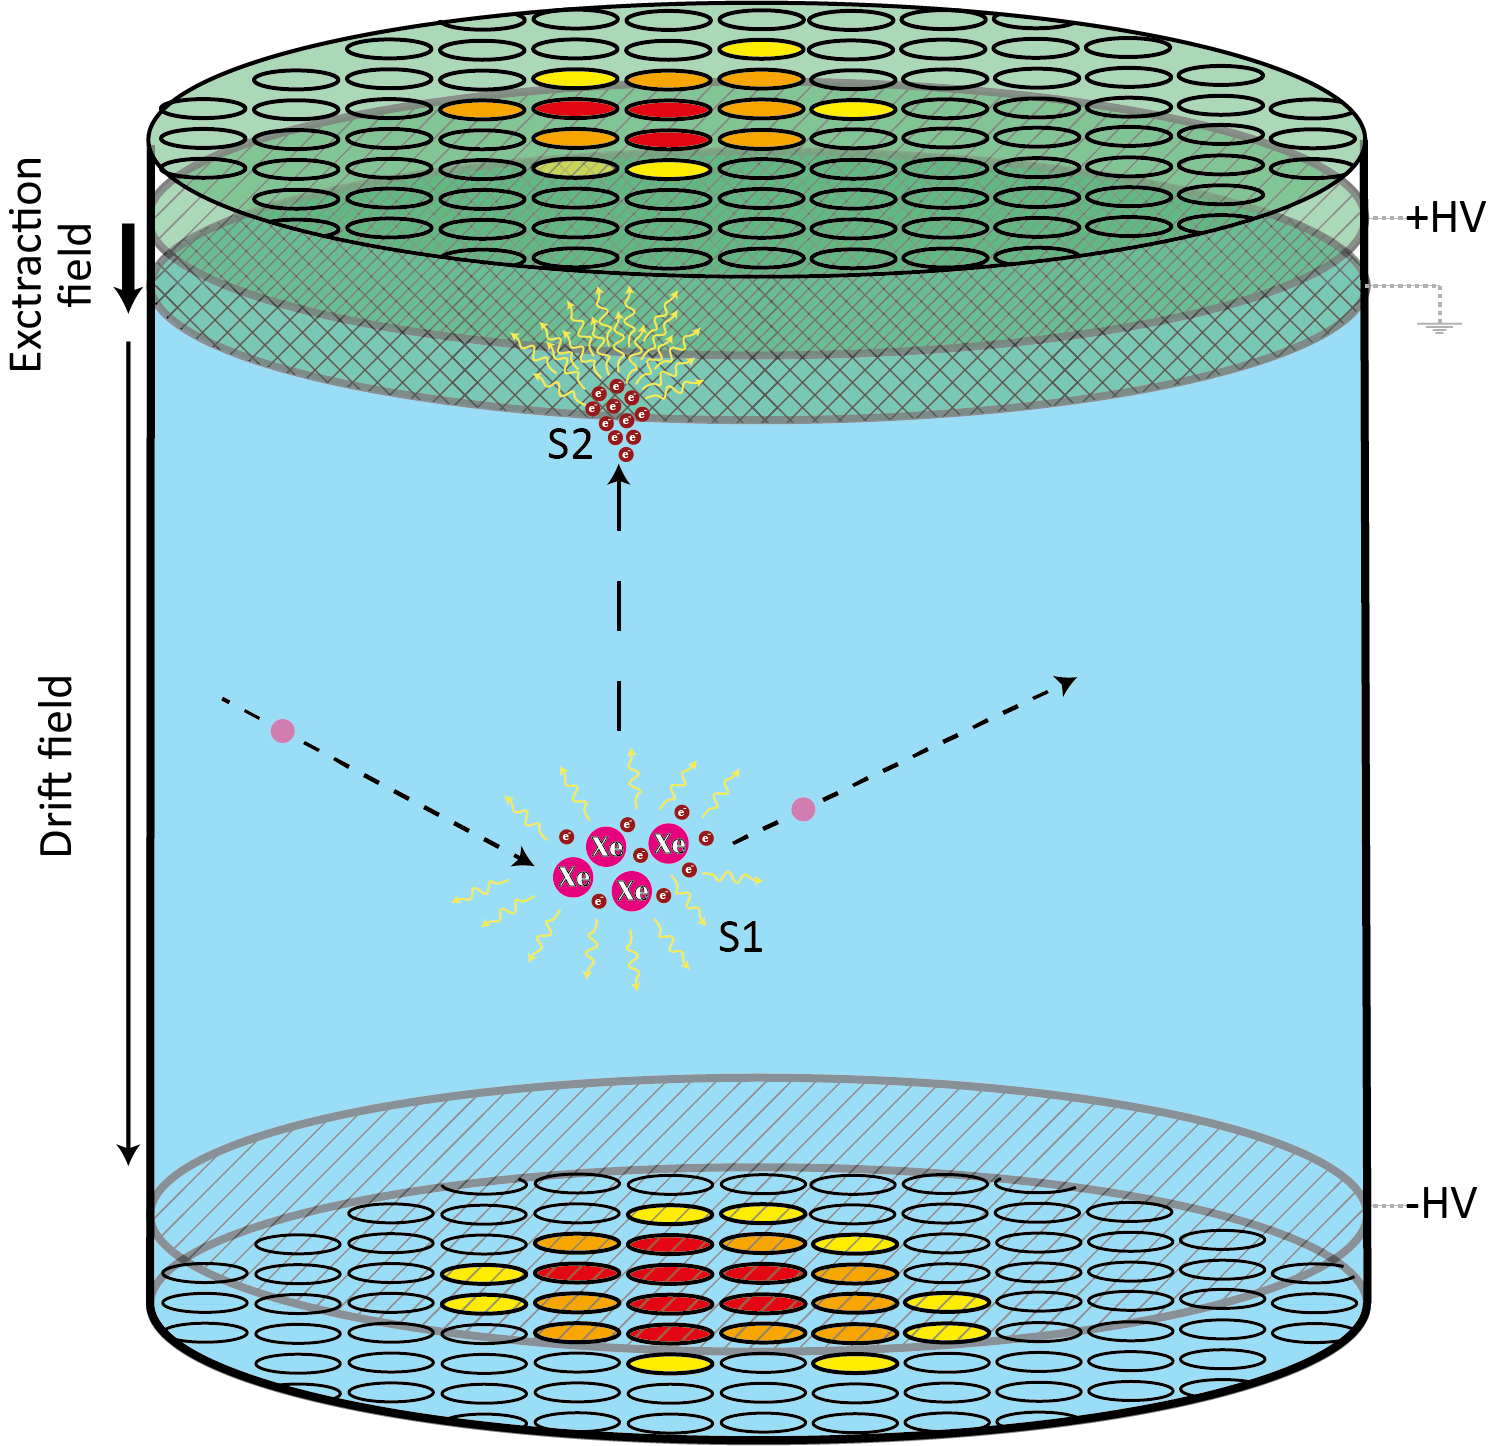 Exctraction
field
+HV
e⁻
e⁻
e⁻
e⁻
e⁻
e⁻
e⁻
e⁻
e⁻
e⁻
e⁻
S2
Drift field
e⁻
e⁻
e⁻
e⁻
Xe
Xe
e⁻
e⁻
Xe
Xe
e⁻
e⁻
S1
-HV